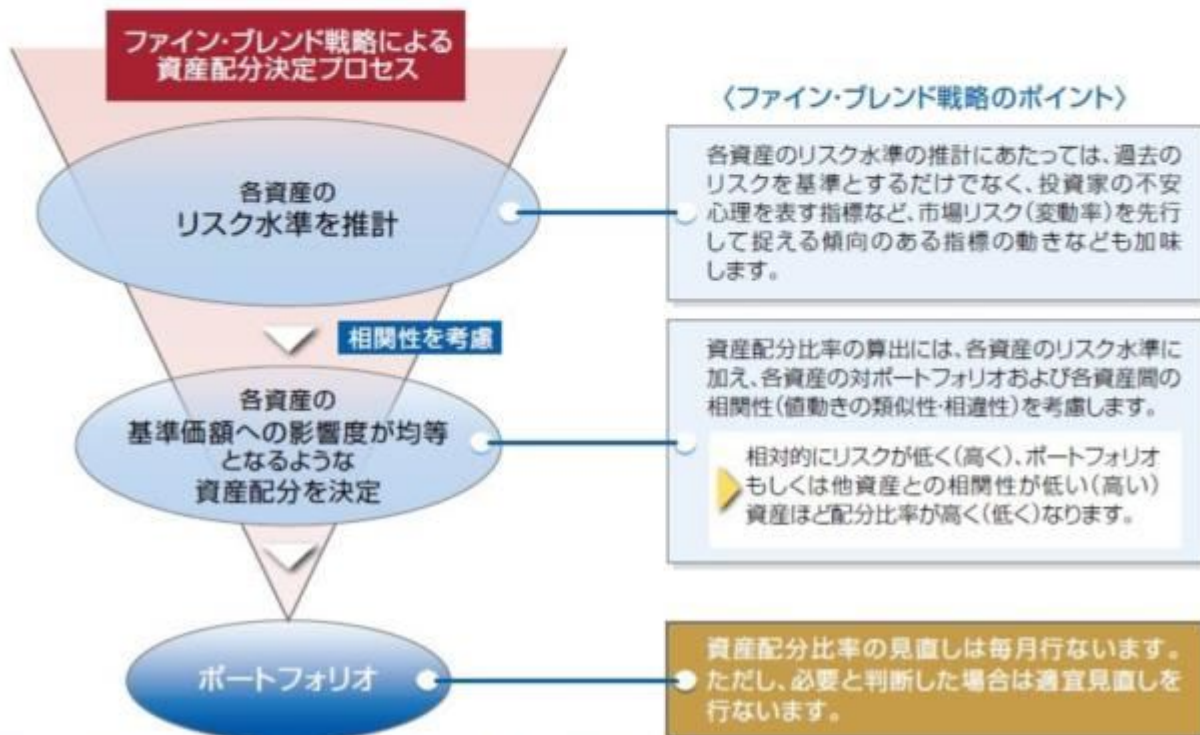 ファイン・ブレンド戦略による
資産配分決定プロセス
〈ファイン・ブレンド戦略のポイント〉
各資産の
リスク水準を推計
各資産のリスク水準の推計にあたっては、過去の
リスクを基準とするだけでなく、投資家の不安
心理を表す指標など、市場リスク(変動率)を先行
して捉える傾向のある指標の動きなども加味
します。
相関性を考慮
各資産の
基準価額への影響度が均等
となるような
資産配分を決定
資産配分比率の算出には、各資産のリスク水準に
加え、各資産の対ポートフォリオおよび各資産間の
相関性(値動きの類似性・相違性)を考慮します。
相対的にリスクが低く(高く)、ポートフォリオ
もしくは他資産との相関性が低い(高い)
資産ほど配分比率が高く(低く)なります。
ポートフォリオ
資産配分比率の見直しは毎月行ないます。
ただし、必要と判断した場合は適宜見直しを
行ないます。